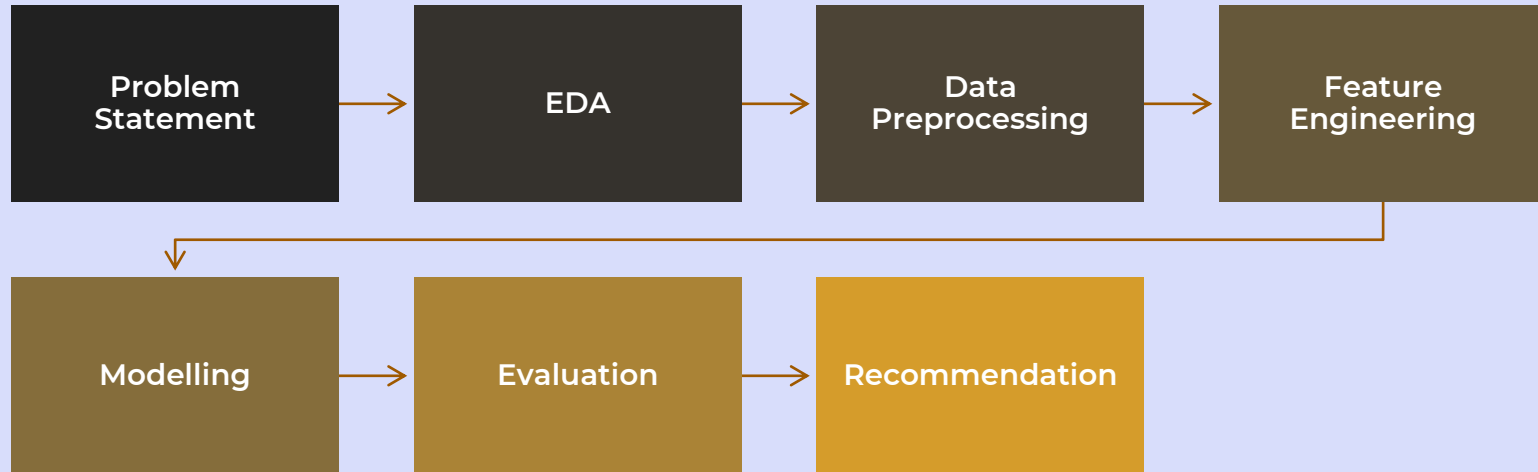 Problem
Statement
EDA
Data
Preprocessing
Feature
Engineering
Modelling
Evaluation
Recommendation